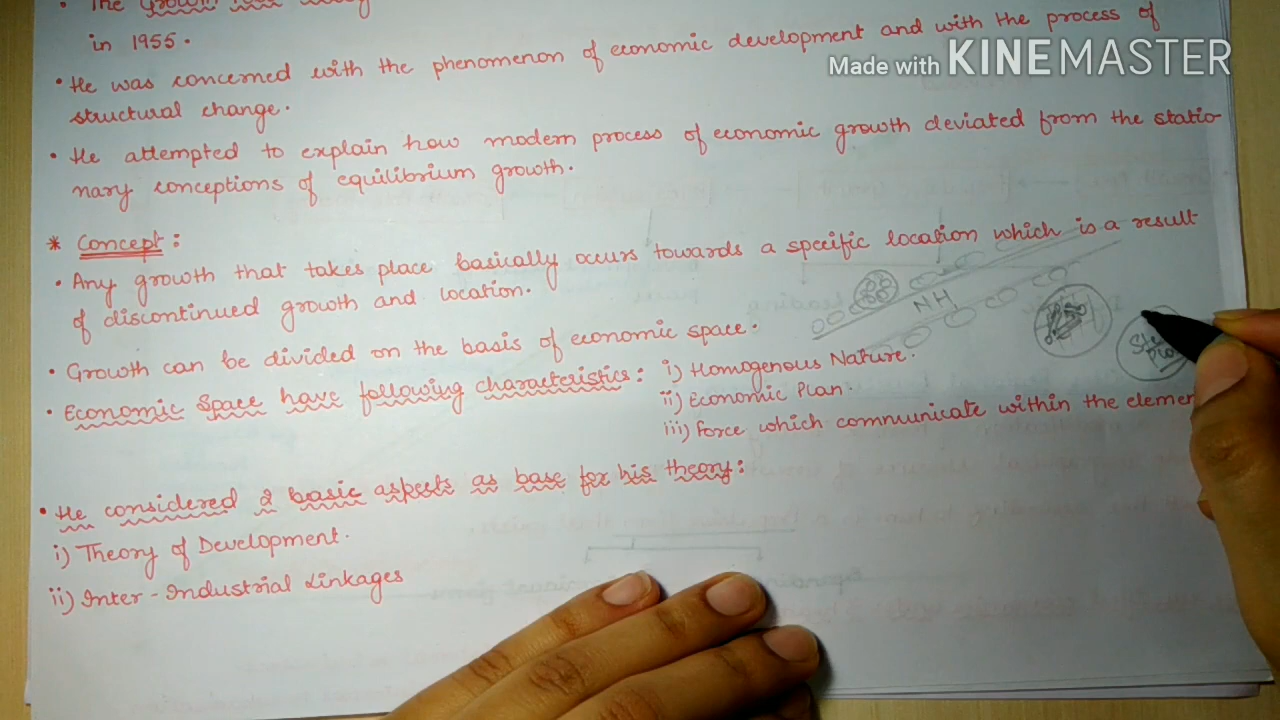 • The Growth
in 1955.
• He was concerned with the phenomenon of economic development and with the process of
structural change.
• He attempted to explain how modern process of economic growth deviated from the statio-
nary conceptions of equilibrium growth.
* Concept:
• Any growth that takes place basically occurs towards a specific location which is a result
of discontinued growth and location.
• Growth can be divided on the basis of economic space.
• Economic Space have following characteristics: i) Homogenous Nature.
ii) Economic Plan.
iii) Force which communicate within the elemen
• He considered 2 basic aspects as base for his theory:
i) Theory of Development.
ii) Inter-Industrial Linkages
NH
Made with KINEMASTER